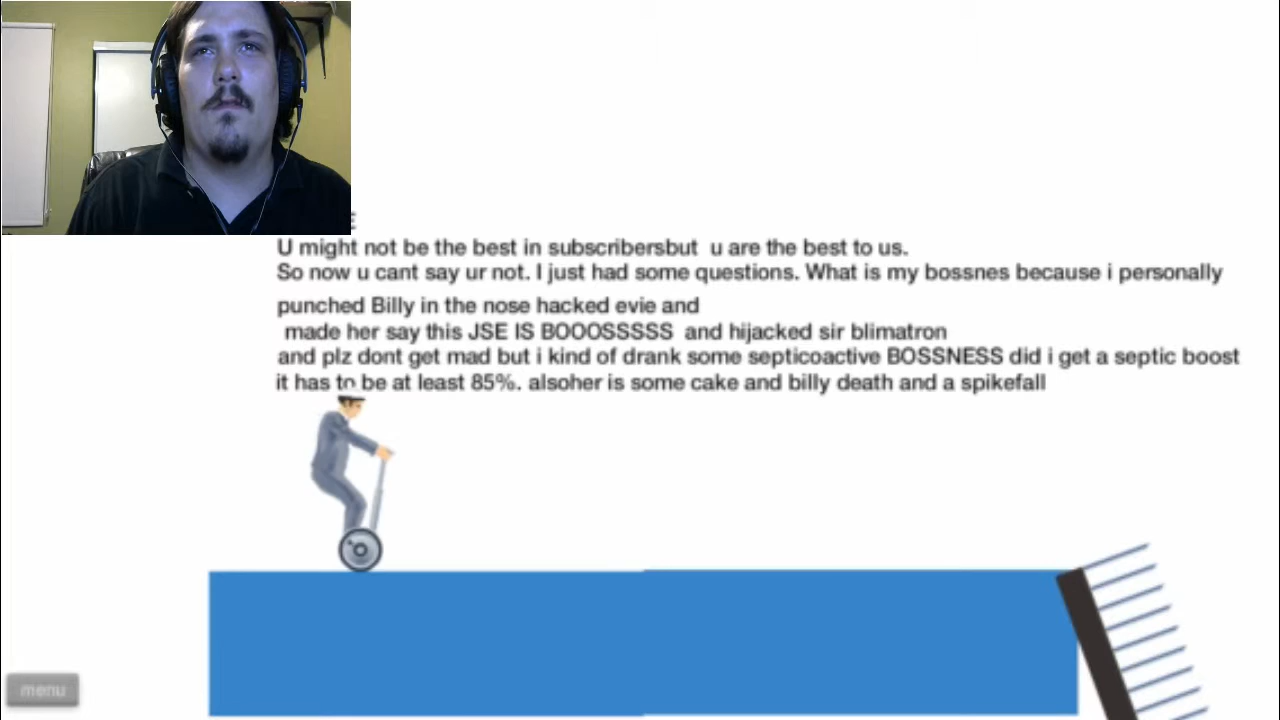 E
U might not be the best in subscribersbut u are the best to us.
So now u cant say ur not. I just had some questions. What is my bossnes because i personally
punched Billy in the nose hacked evie and
made her say this JSE IS BOOOSSSSS and hijacked sir blimatron
and plz dont get mad but i kind of drank some septicoactive BOSSNESS did i get a septic boost
it has to be at least 85%. alsoher is some cake and billy death and a spikefall
menu